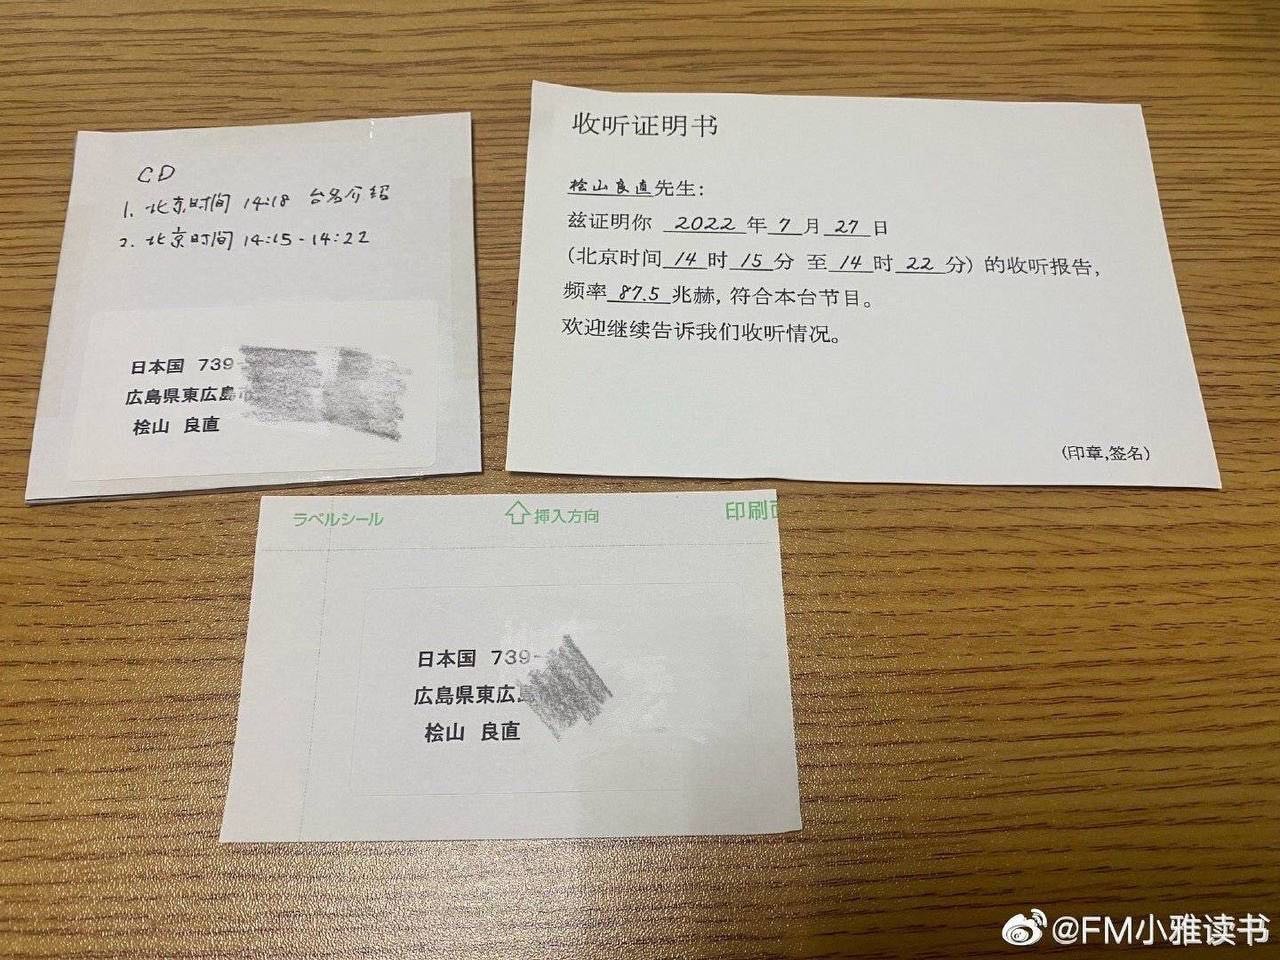 CD
1. 北京时间 14:18 台名介绍
2. 北京时间 14:15-14:22
日本国 739-
広島県東広島
桧山 良直
收听证明书
桧山良直先生:
兹证明你 2022 年 7 月 27 日
(北京时间 14 时 15 分 至 14 时 22 分) 的收听报告,
频率 87.5 兆赫, 符合本台节目。
欢迎继续告诉我们收听情况。
(印章,签名)
ラベルシール 挿入方向 印刷
日本国 739-
広島県東広
桧山 良直
@FM小雅读书